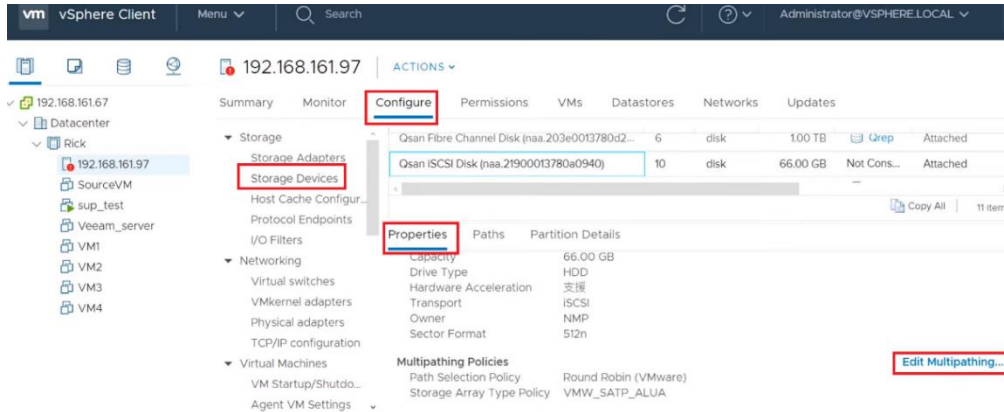 vm vSphere Client Menu Search Administrator@VSPHERE.LOCAL
192.168.161.97 ACTIONS
Summary Monitor Configure Permissions VMs Datastores Networks Updates
192.168.161.67
Datacenter
Rick
192.168.161.97
SourceVM
sup_test
Veeam_server
VM1
VM2
VM3
VM4
Storage
Storage Adapters
Storage Devices
Host Cache Configur...
Protocol Endpoints
I/O Filters
Networking
Virtual switches
VMkernel adapters
Physical adapters
TCP/IP configuration
Virtual Machines
VM Startup/Shutdo...
Agent VM Settings
Qsan Fibre Channel Disk (naa.203e0013780d2... 6 disk 1.00 TB Qrep Attached
Qsan iSCSI Disk (naa.21900013780a0940) 10 disk 66.00 GB Not Cons... Attached
Copy All 11 item
Properties Paths Partition Details
Capacity 66.00 GB
Drive Type HDD
Hardware Acceleration 支援
Transport iSCSI
Owner NMP
Sector Format 512n
Multipathing Policies Edit Multipathing...
Path Selection Policy Round Robin (VMware)
Storage Array Type Policy VMW_SATP_ALUA